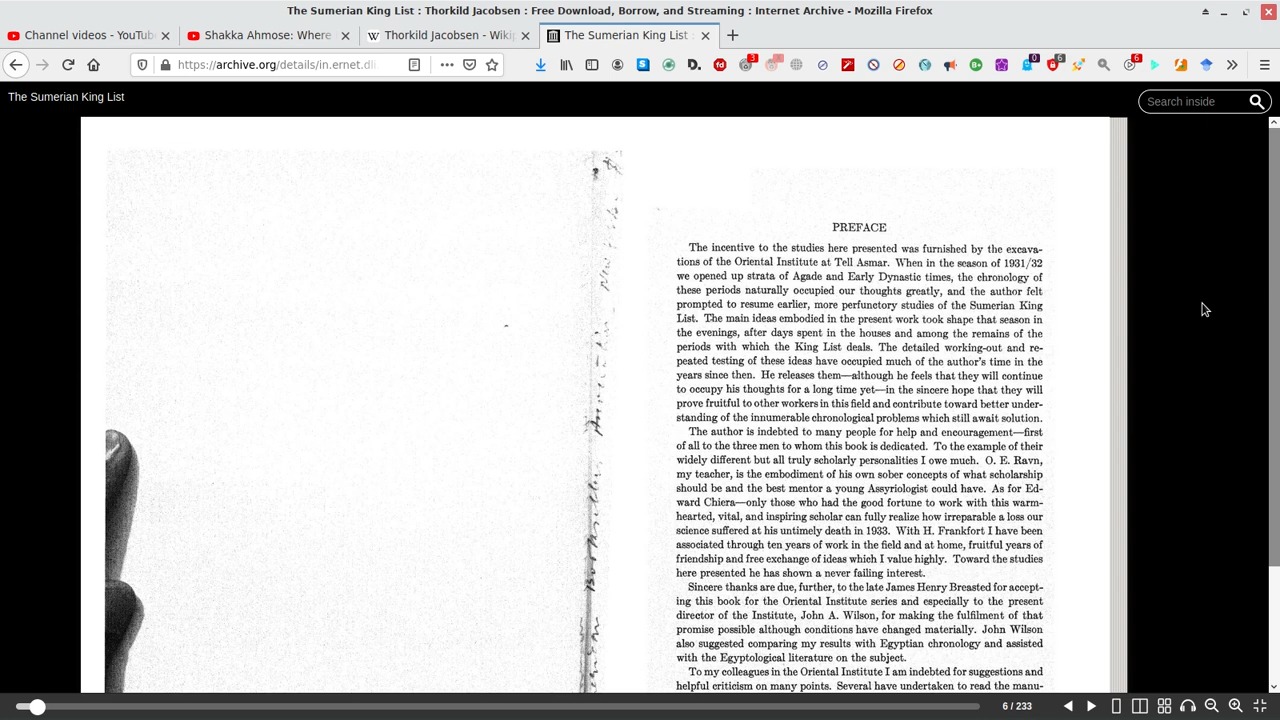 The Sumerian King List : Thorkild Jacobsen : Free Download, Borrow, and Streaming : Internet Archive - Mozilla Firefox
Channel videos - YouTub
Shakka Ahmose: Where
Thorkild Jacobsen - Wiki
The Sumerian King List
https://archive.org/details/in.ernet.dli
The Sumerian King List
Search inside
PREFACE
The incentive to the studies here presented was furnished by the excava-
tions of the Oriental Institute at Tell Asmar. When in the season of 1931/32
we opened up strata of Agade and Early Dynastic times, the chronology of
these periods naturally occupied our thoughts greatly, and the author felt
prompted to resume earlier, more perfunctory studies of the Sumerian King
List. The main ideas embodied in the present work took shape that season in
the evenings, after days spent in the houses and among the remains of the
periods with which the King List deals. The detailed working-out and re-
peated testing of these ideas have occupied much of the author's time in the
years since then. He releases them—although he feels that they will continue
to occupy his thoughts for a long time yet—in the sincere hope that they will
prove fruitful to other workers in this field and contribute toward better under-
standing of the innumerable chronological problems which still await solution.
The author is indebted to many people for help and encouragement—first
of all to the three men to whom this book is dedicated. To the example of their
widely different but all truly scholarly personalities I owe much. O. E. Ravn,
my teacher, is the embodiment of his own sober concepts of what scholarship
should be and the best mentor a young Assyriologist could have. As for Ed-
ward Chiera—only those who had the good fortune to work with this warm-
hearted, vital, and inspiring scholar can fully realize how irreparable a loss our
science suffered at his untimely death in 1933. With H. Frankfort I have been
associated through ten years of work in the field and at home, fruitful years of
friendship and free exchange of ideas which I value highly. Toward the studies
here presented he has shown a never failing interest.
Sincere thanks are due, further, to the late James Henry Breasted for accept-
ing this book for the Oriental Institute series and especially to the present
director of the Institute, John A. Wilson, for making the fulfilment of that
promise possible although conditions have changed materially. John Wilson
also suggested comparing my results with Egyptian chronology and assisted
with the Egyptological literature on the subject.
To my colleagues in the Oriental Institute I am indebted for suggestions and
helpful criticism on many points. Several have undertaken to read the manu-
6 / 233